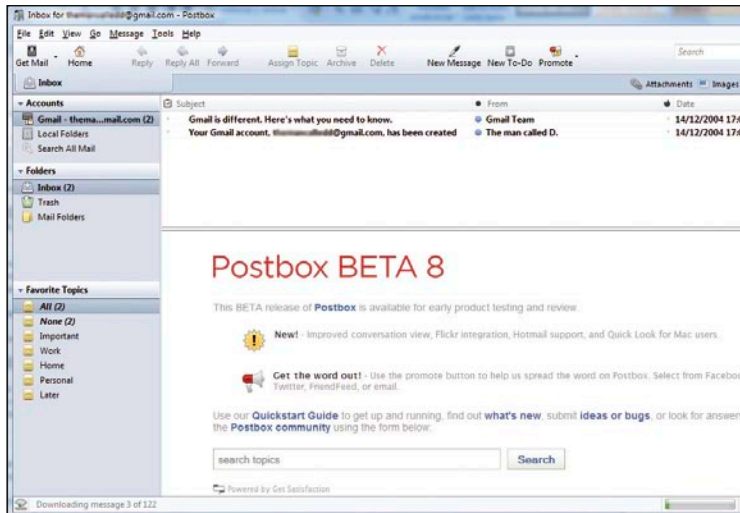 Inbox for @gmail.com - Postbox
File Edit View Go Message Tools Help
Get Mail Home Reply Reply All Forward Assign Topic Archive Delete New Message New To-Do Promote Search
Inbox Attachments Images
Accounts Subject From Date
Gmail - thema...mail.com (2) Gmail is different. Here's what you need to know. Gmail Team 14/12/2004 17:
Local Folders Your Gmail account, @gmail.com, has been created The man called D. 14/12/2004 17:
Search All Mail
Folders
Inbox (2)
Trash
Mail Folders
Postbox BETA 8
Favorite Topics
All (2) This BETA release of Postbox is available for early product testing and review.
None (2)
Important New! - Improved conversation view, Flickr integration, Hotmail support, and Quick Look for Mac users.
Work
Home
Personal Get the word out! - Use the promote button to help us spread the word on Postbox. Select from Faceboo
Later Twitter, FriendFeed, or email.
Use our Quickstart Guide to get up and running, find out what's new, submit ideas or bugs, or look for answer
the Postbox community using the form below:
search topics Search
Powered by Get Satisfaction
Downloading message 3 of 122